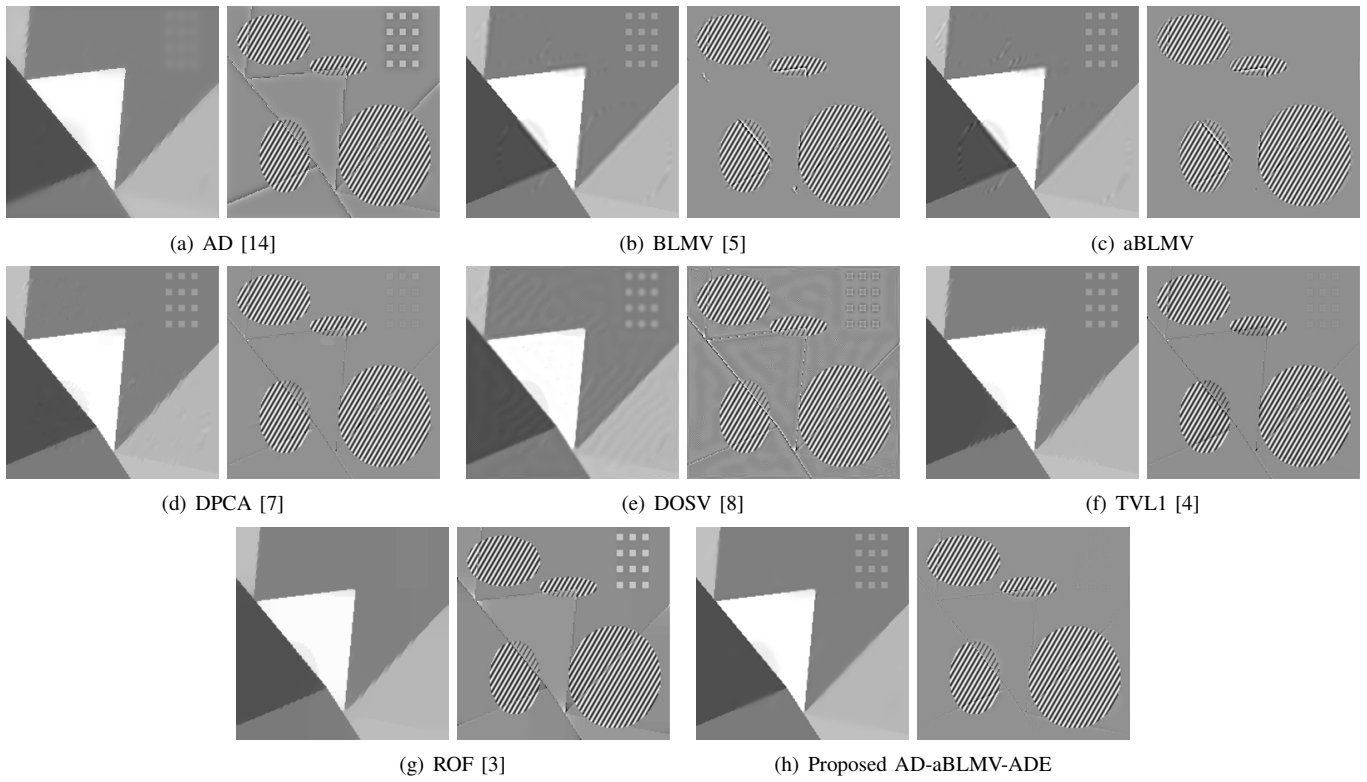 (a) AD [14]
(b) BLMV [5]
(c) aBLMV
(d) DPCA [7]
(e) DOSV [8]
(f) TVL1 [4]
(g) ROF [3]
(h) Proposed AD-aBLMV-ADE